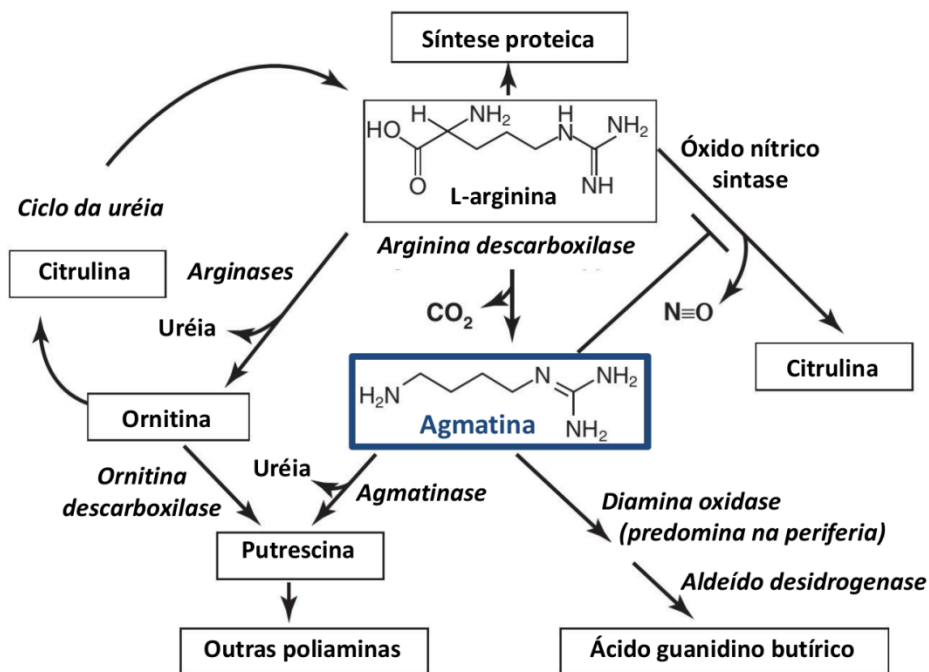 Síntese proteica
H
NH₂
HO
O
H
N
NH₂
NH
L-arginina
Óxido nítrico
sintase
Ciclo da uréia
Citrulina
Arginases
Arginina descarboxilase
Uréia
CO₂
N≡O
Citrulina
H₂N
N
NH₂
NH₂
Agmatina
Ornitina
Ornitina
descarboxilase
Uréia
Agmatinase
Diamina oxidase
(predomina na periferia)
Putrescina
Aldeído desidrogenase
Outras poliaminas
Ácido guanidino butírico